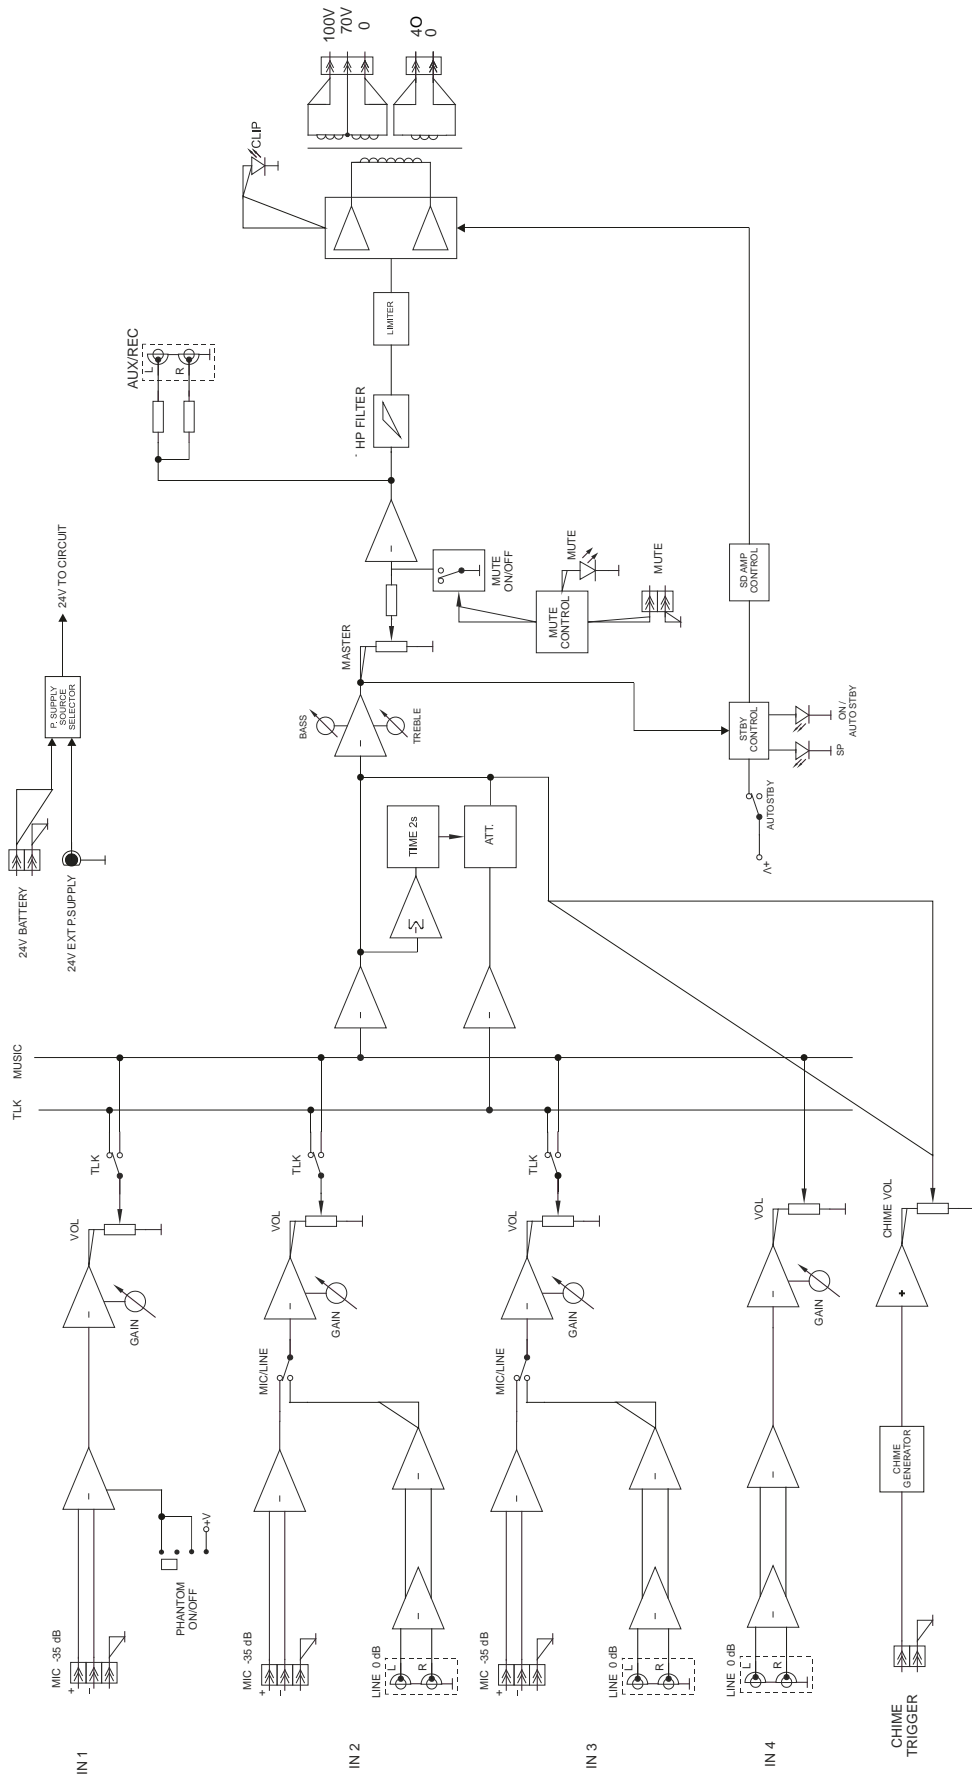 IN 1
MIC -35 dB
+
–
PHANTOM
ON/OFF
+V
GAIN
VOL
TLK
IN 2
MIC -35 dB
+
–
LINE 0 dB
L
R
MIC/LINE
GAIN
VOL
TLK
IN 3
MIC -35 dB
+
–
LINE 0 dB
L
R
MIC/LINE
GAIN
VOL
TLK
IN 4
LINE 0 dB
L
R
GAIN
VOL
CHIME
TRIGGER
CHIME
GENERATOR
CHIME VOL
TLK
MUSIC
24V BATTERY
24V EXT P.SUPPLY
P. SUPPLY
SOURCE
SELECTOR
24V TO CIRCUIT
TIME 2s
ATT.
BASS
TREBLE
MASTER
MUTE
ON/OFF
MUTE
CONTROL
MUTE
MUTE
+V
AUTOSTBY
STBY
CONTROL
SP
ON /
AUTO STBY
SD AMP
CONTROL
AUX/REC
L
R
HP FILTER
LIMITER
CLIP
100V
70V
0
4O
0